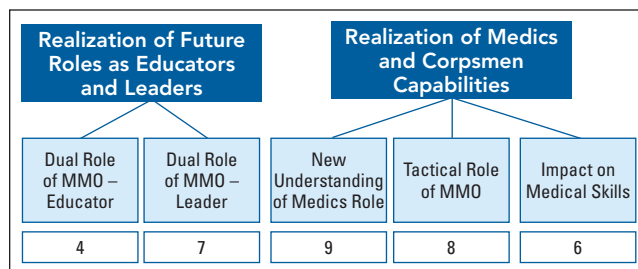 Realization of Future
Roles as Educators
and Leaders
Realization of Medics
and Corpsmen
Capabilities
Dual Role
of MMO –
Educator
Dual Role
of MMO –
Leader
New
Understanding
of Medics Role
Tactical Role
of MMO
Impact on
Medical Skills
4
7
9
8
6